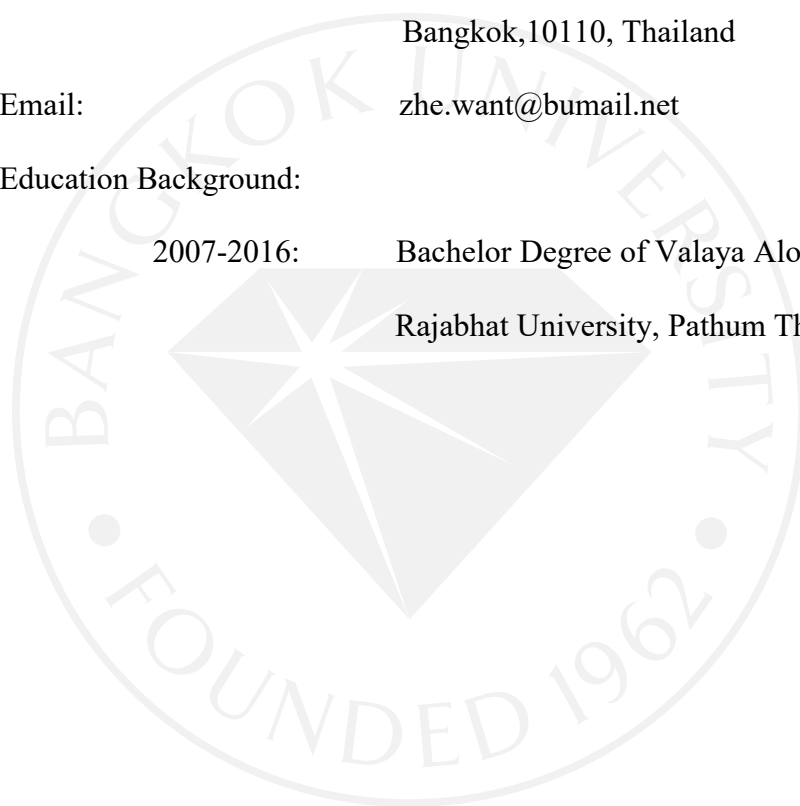 Bangkok,10110, Thailand
Email: zhe.want@bumail.net
Education Background:
2007-2016: Bachelor Degree of Valaya Alo
Rajabhat University, Pathum Th
BANGKOK UNIVERSITY
FOUNDED 1962